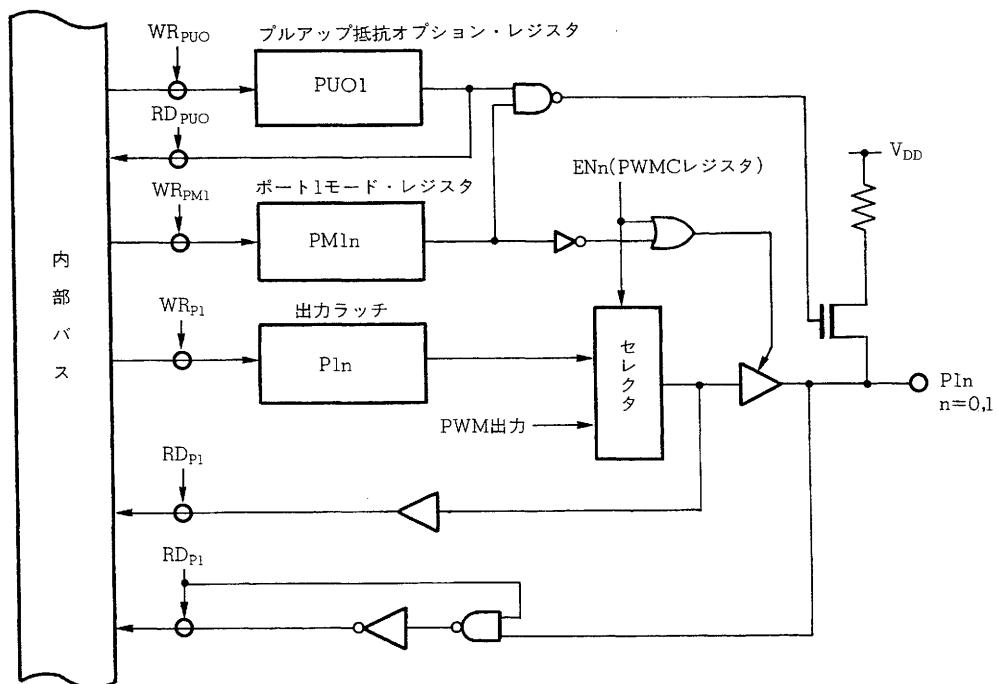 WRPUO
プルアップ抵抗オプション・レジスタ
PUO1
RDPUO
VDD
ENn(PWMCレジスタ)
WRPM1
ポート1モード・レジスタ
PM1n
内部バス
WRP1
出力ラッチ
P1n
セレクタ
P1n
n=0,1
PWM出力
RDP1
RDP1